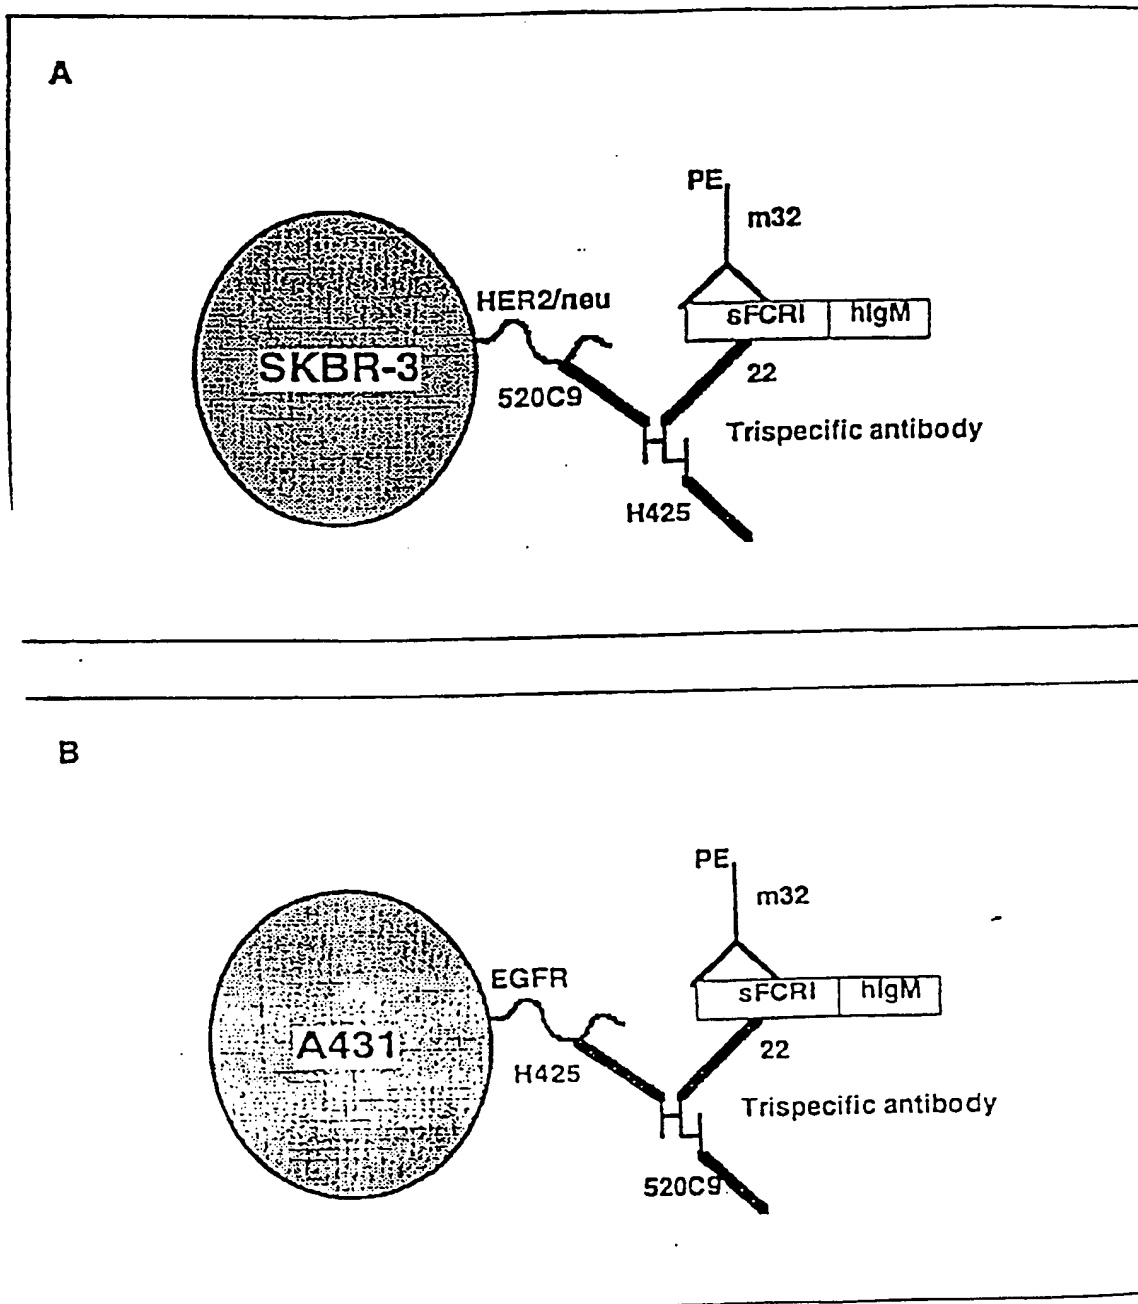 A
PE
m32
HER2/neu
sFCRI hIgM
SKBR-3
22
520C9
Trispecific antibody
H425
B
PE
m32
EGFR
sFCRI hIgM
A431
22
H425
Trispecific antibody
520C9